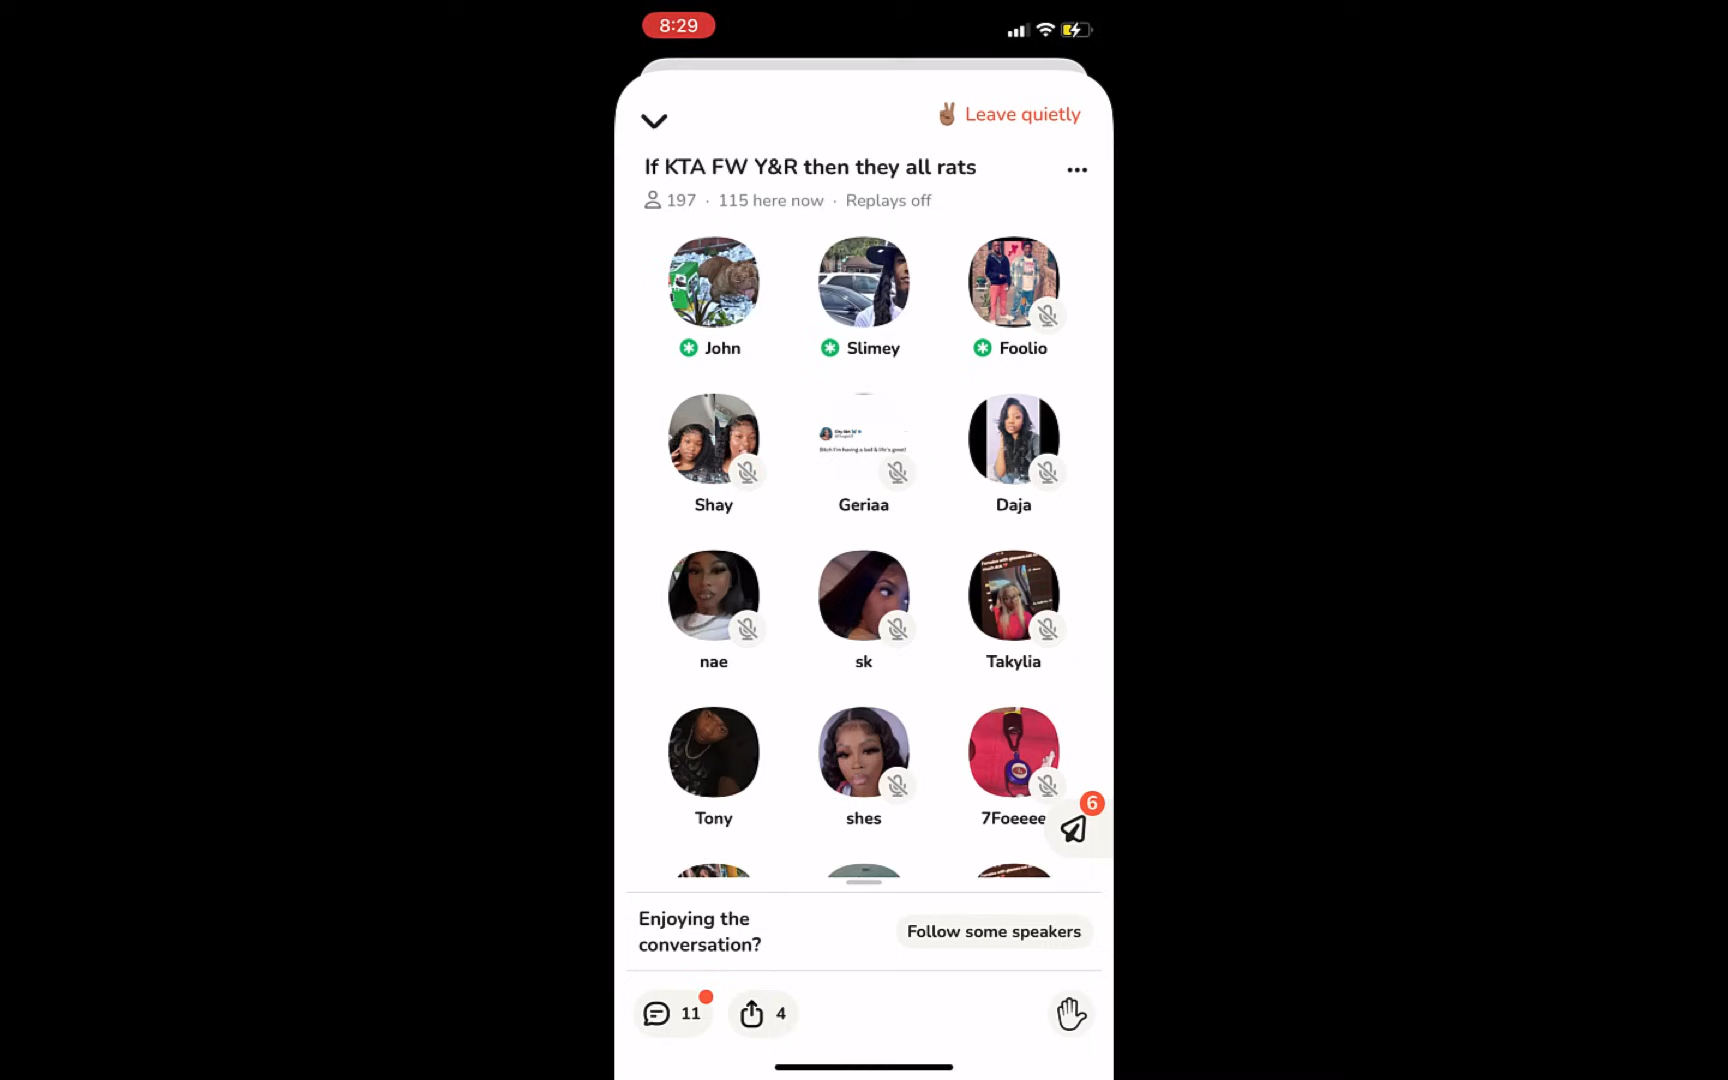 8:29
✌🏽 Leave quietly
If KTA FW Y&R then they all rats
197 · 115 here now · Replays off
John
Slimey
Foolio
Shay
Geriaa
Daja
nae
sk
Takylia
Tony
shes
7Foeeee
6
Enjoying the
conversation?
Follow some speakers
11
4